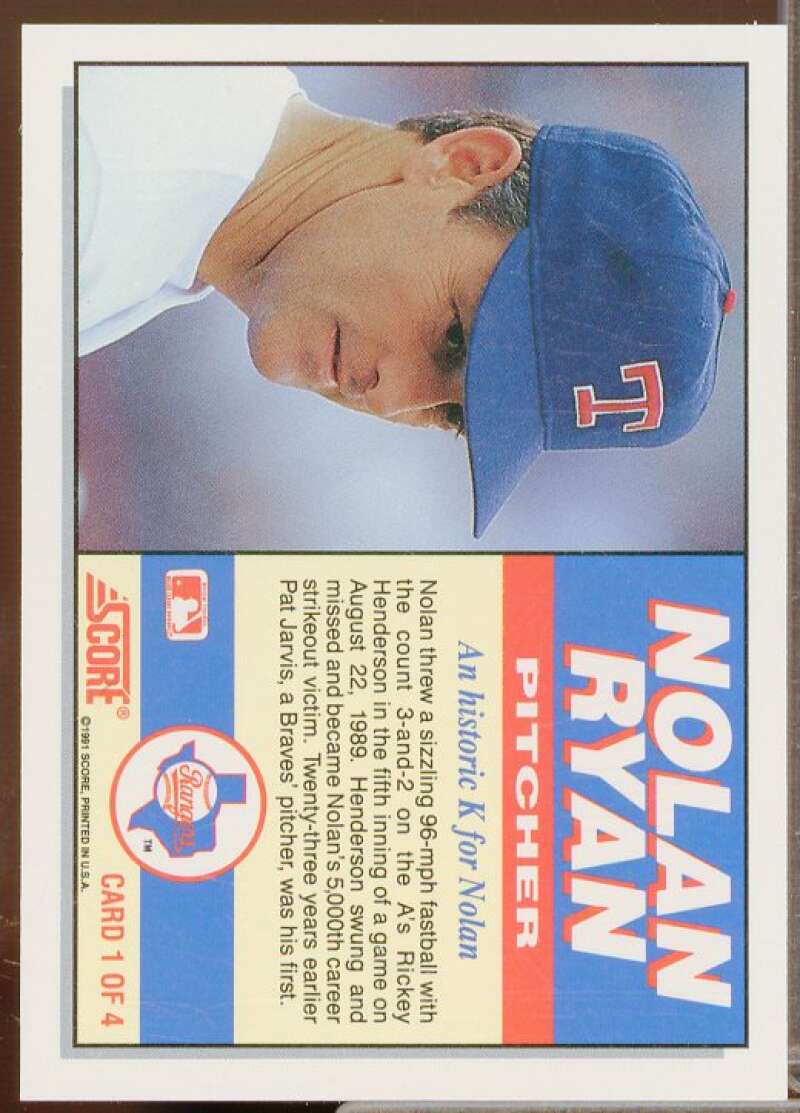 NOLAN
RYAN
PITCHER
An historic K for Nolan
Nolan threw a sizzling 96-mph fastball with
the count 3-and-2 on the A's Rickey
Henderson in the fifth inning of a game on
August 22, 1989. Henderson swung and
missed and became Nolan's 5,000th career
strikeout victim. Twenty-three years earlier
Pat Jarvis, a Braves' pitcher, was his first.
Rangers
TM
SCORE®
©1991 SCORE, PRINTED IN U.S.A.
CARD 1 OF 4
T